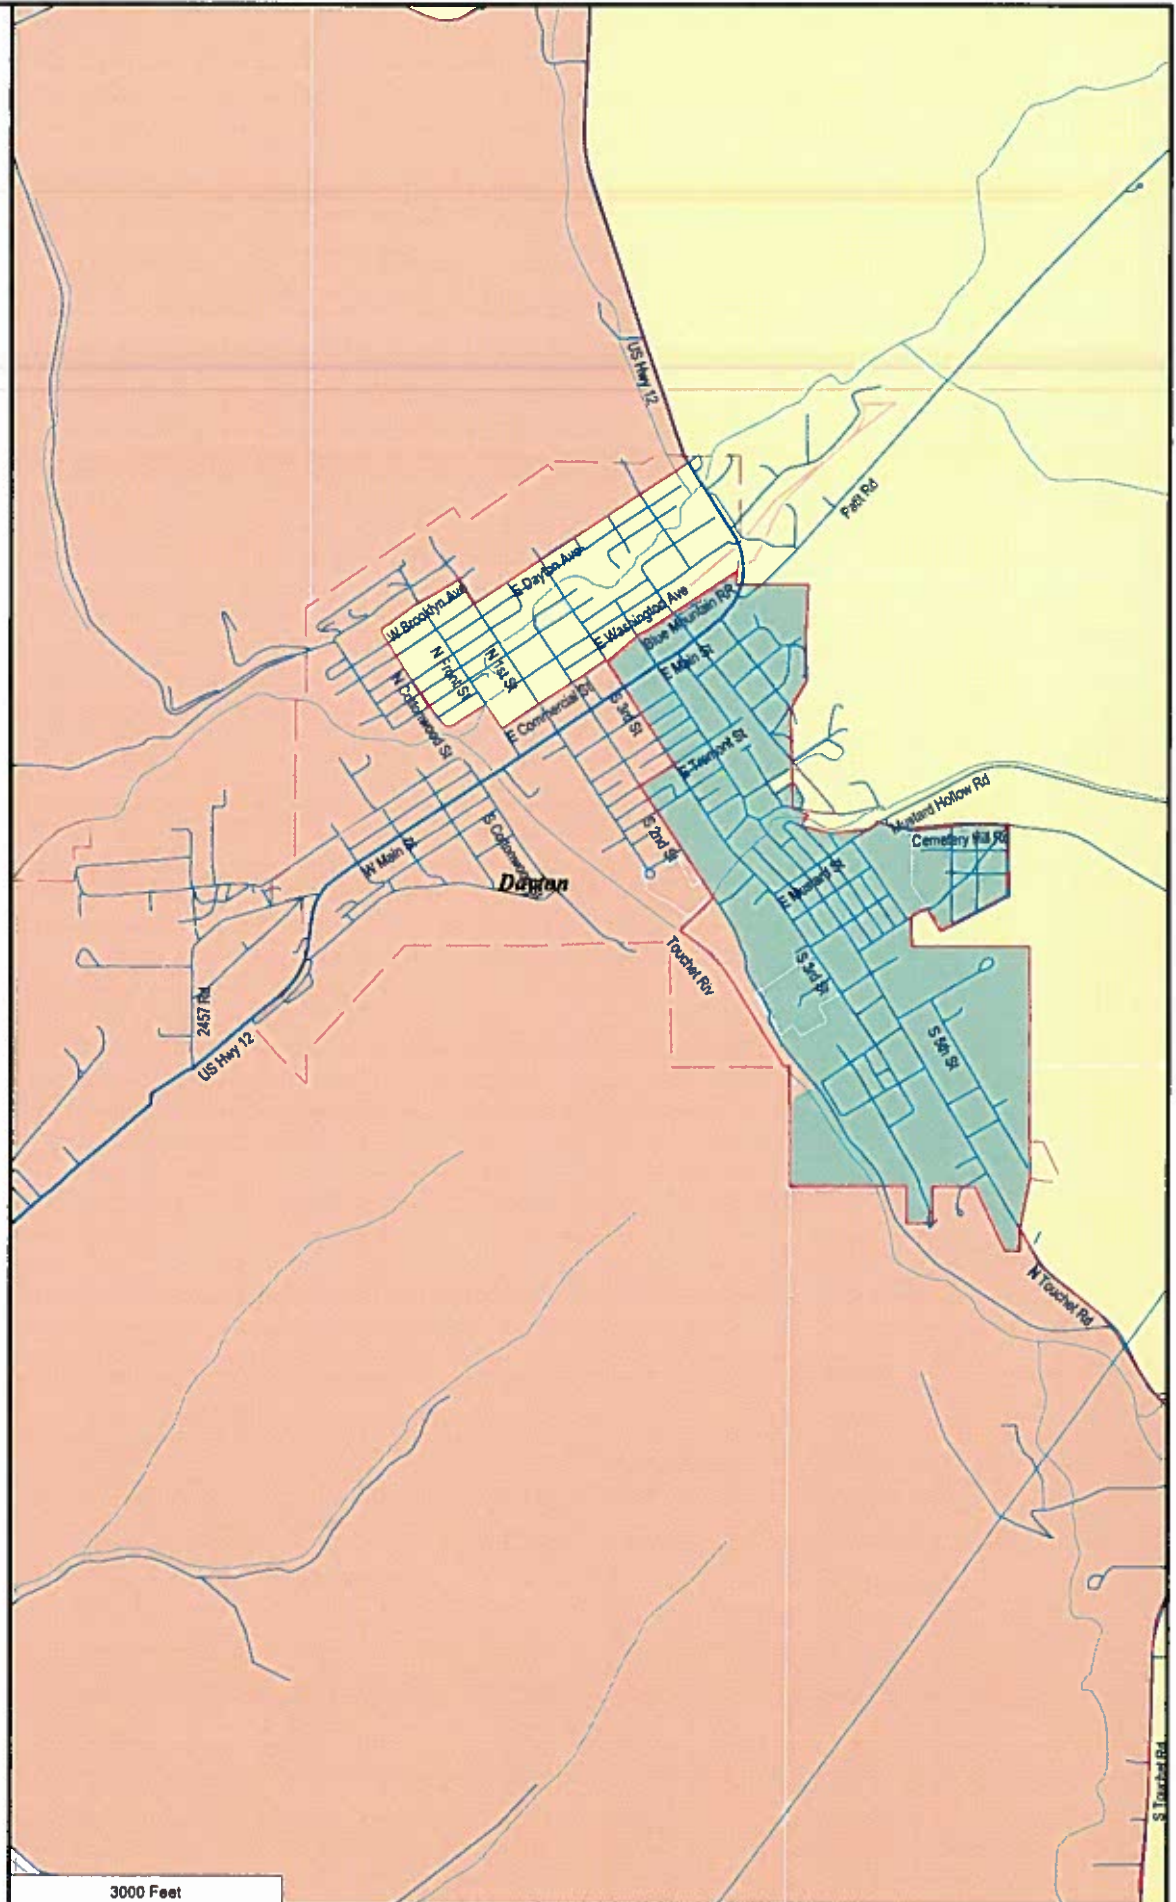 US Hwy 12
Patit Rd
W Brooklyn Ave
S Dayton Ave
E Washington Ave
Blue Mountain RR
N Front St
N 1st St
E Main St
N Cottonwood St
E Commercial St
S 3rd St
E Tremont St
Mustard Hollow Rd
S Cottonwood St
S 2nd St
Cemetery Hill Rd
W Main St
Dayton
E Mustard St
Touchet Riv
S 3rd St
2457 Rd
US Hwy 12
S 5th St
N Touchet Rd
S Touchet Rd
3000 Feet